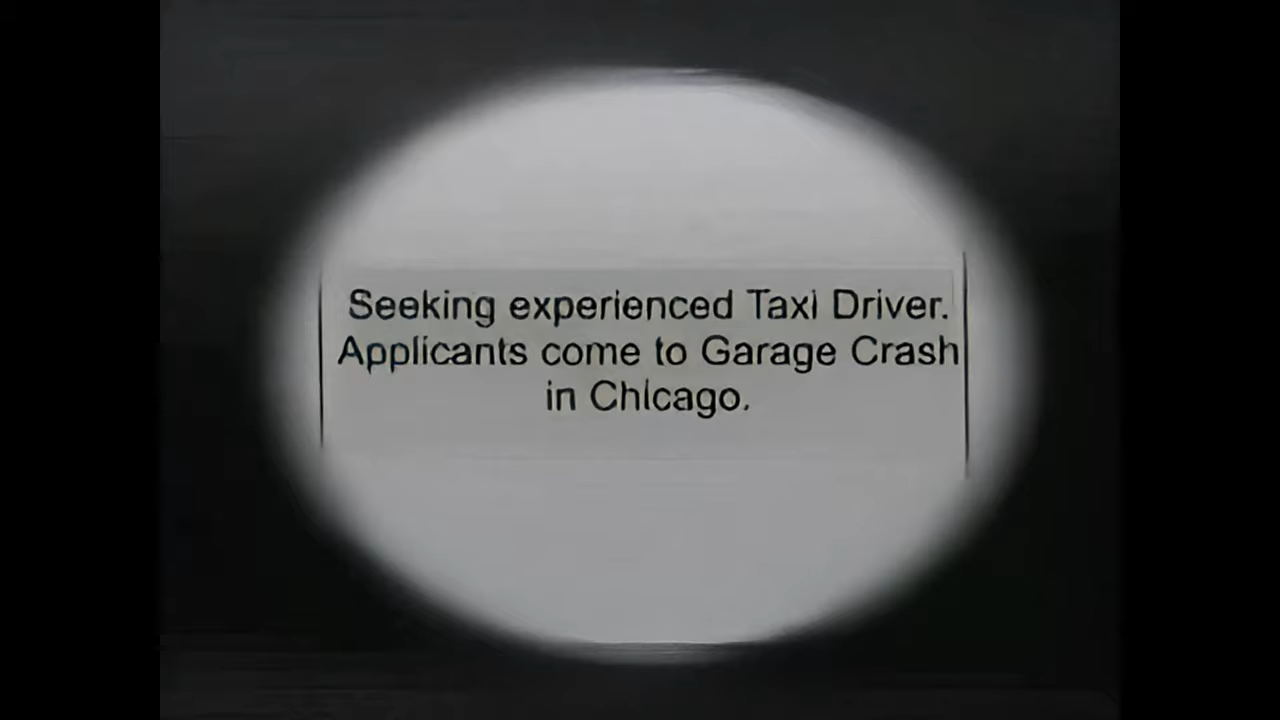 Seeking experienced Taxi Driver.
Applicants come to Garage Crash
in Chicago.